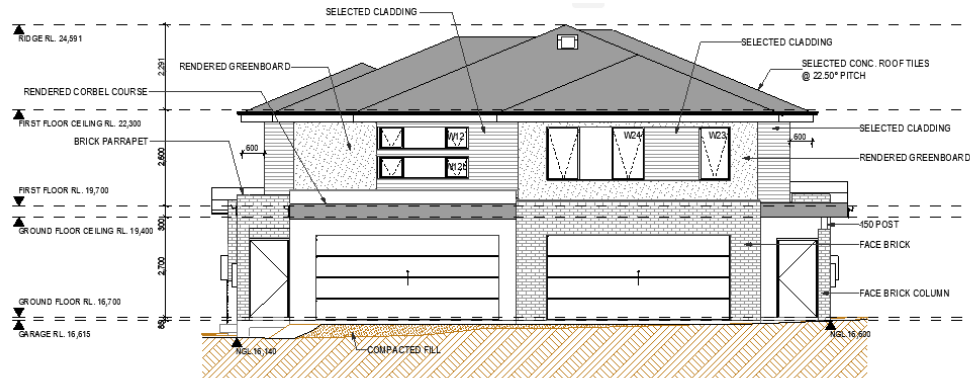 SELECTED CLADDING
RIDGE RL. 24,591
SELECTED CLADDING
2,291
RENDERED GREENBOARD
SELECTED CONC. ROOF TILES
@ 22.50° PITCH
RENDERED CORBEL COURSE
FIRST FLOOR CEILING RL. 22,300
SELECTED CLADDING
BRICK PARRAPET
W12
W24
W23
600
600
2,600
RENDERED GREENBOARD
W12b
FIRST FLOOR RL. 19,700
300
450 POST
GROUND FLOOR CEILING RL. 19,400
FACE BRICK
2,700
FACE BRICK COLUMN
GROUND FLOOR RL. 16,700
85
GARAGE RL. 16,615
NGL.16,140
COMPACTED FILL
NGL.16,600